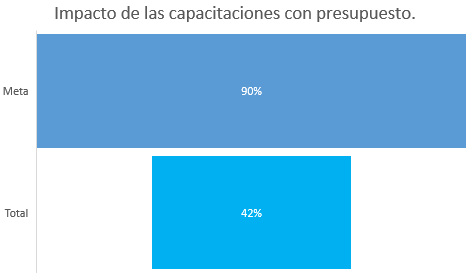 Impacto de las capacitaciones con presupuesto.
Meta
90%
Total
42%